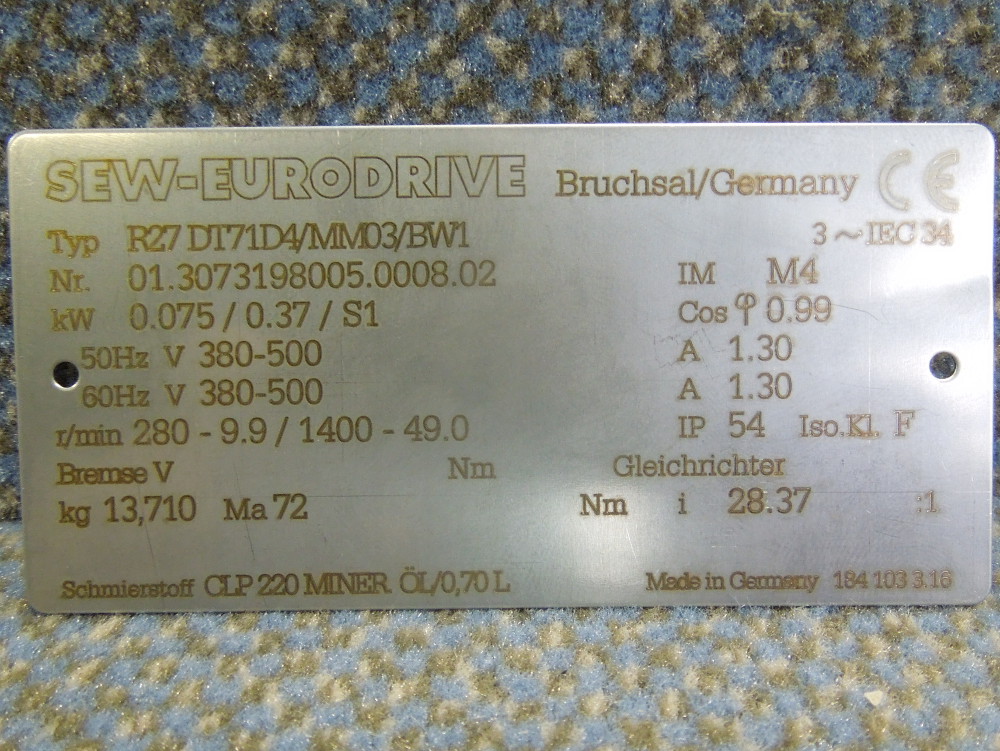 SEW-EURODRIVE Bruchsal/Germany CE
Typ R27 DT71D4/MM03/BW1 3 ~ IEC 34
Nr. 01.3073198005.0008.02 IM M4
kW 0.075 / 0.37 / S1 Cos φ 0.99
50Hz V 380-500 A 1.30
60Hz V 380-500 A 1.30
r/min 280 - 9.9 / 1400 - 49.0 IP 54 Iso.Kl. F
Bremse V Nm Gleichrichter
kg 13,710 Ma 72 Nm i 28.37 :1
Schmierstoff CLP 220 MINER. ÖL/0,70 L Made in Germany 184 103 3.16